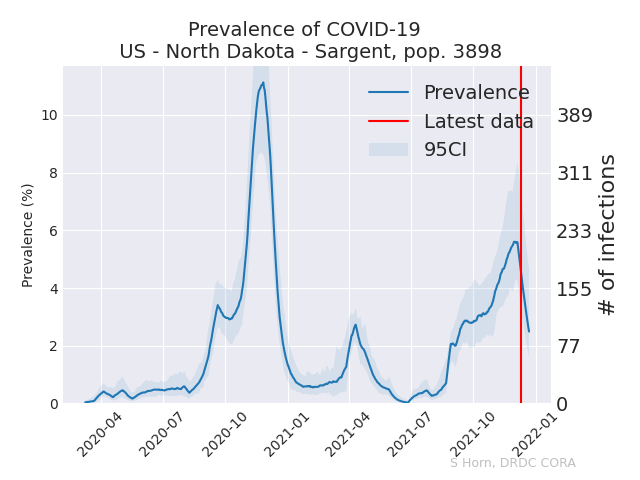 Prevalence of COVID-19
US - North Dakota - Sargent, pop. 3898
Prevalence
Latest data
95CI
Prevalence (%)
10
8
6
4
2
0
389
311
233
155
77
0
# of infections
2020-04
2020-07
2020-10
2021-01
2021-04
2021-07
2021-10
2022-01
S Horn, DRDC CORA